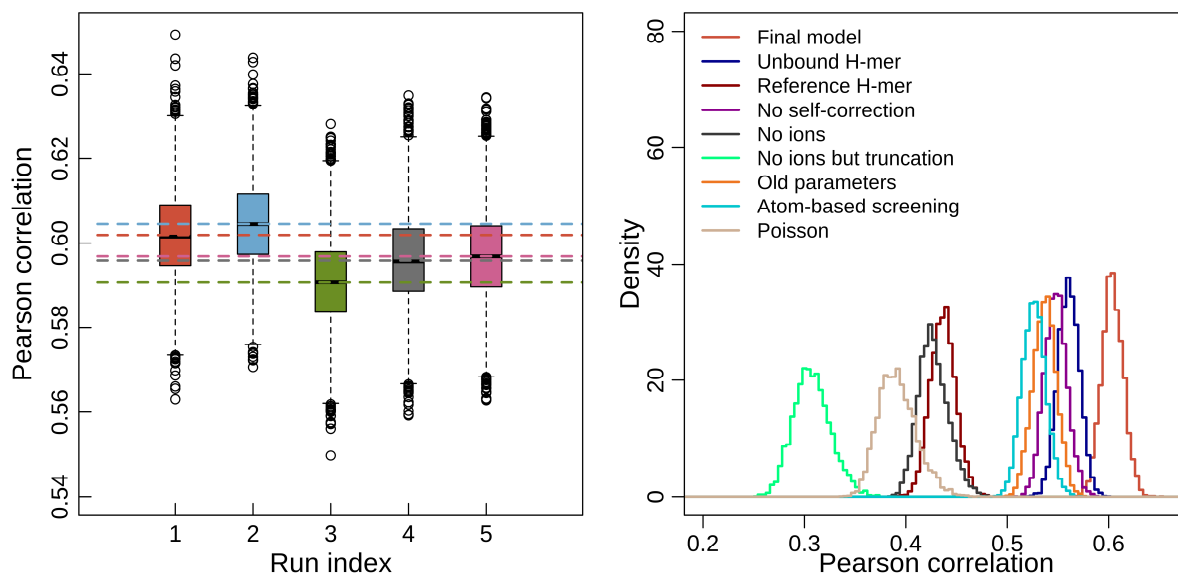 Pearson correlation
0.64
0.62
0.60
0.58
0.56
0.54
1 2 3 4 5
Run index
Density
80
60
40
20
0
Final model
Unbound H-mer
Reference H-mer
No self-correction
No ions
No ions but truncation
Old parameters
Atom-based screening
Poisson
0.2 0.3 0.4 0.5 0.6
Pearson correlation